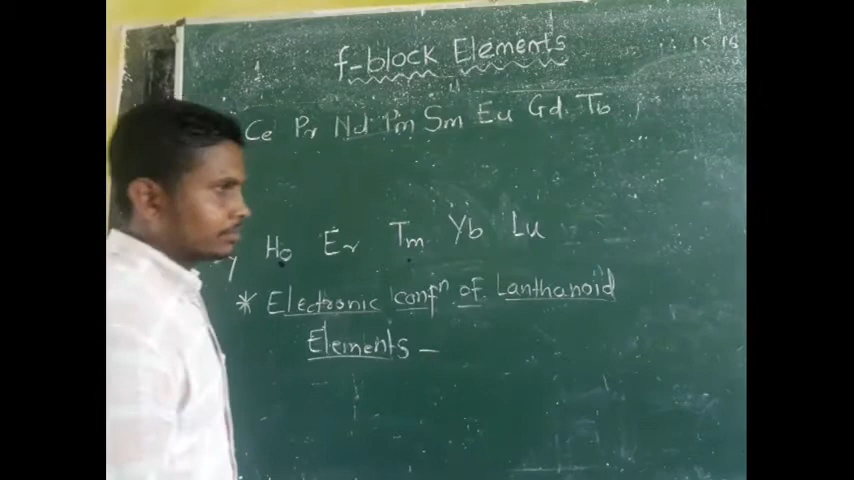 f-block Elements
Ce Pr Nd Pm Sm Eu Gd Tb
y Ho Er Tm Yb Lu
* Electronic confⁿ of Lanthanoid
Elements –